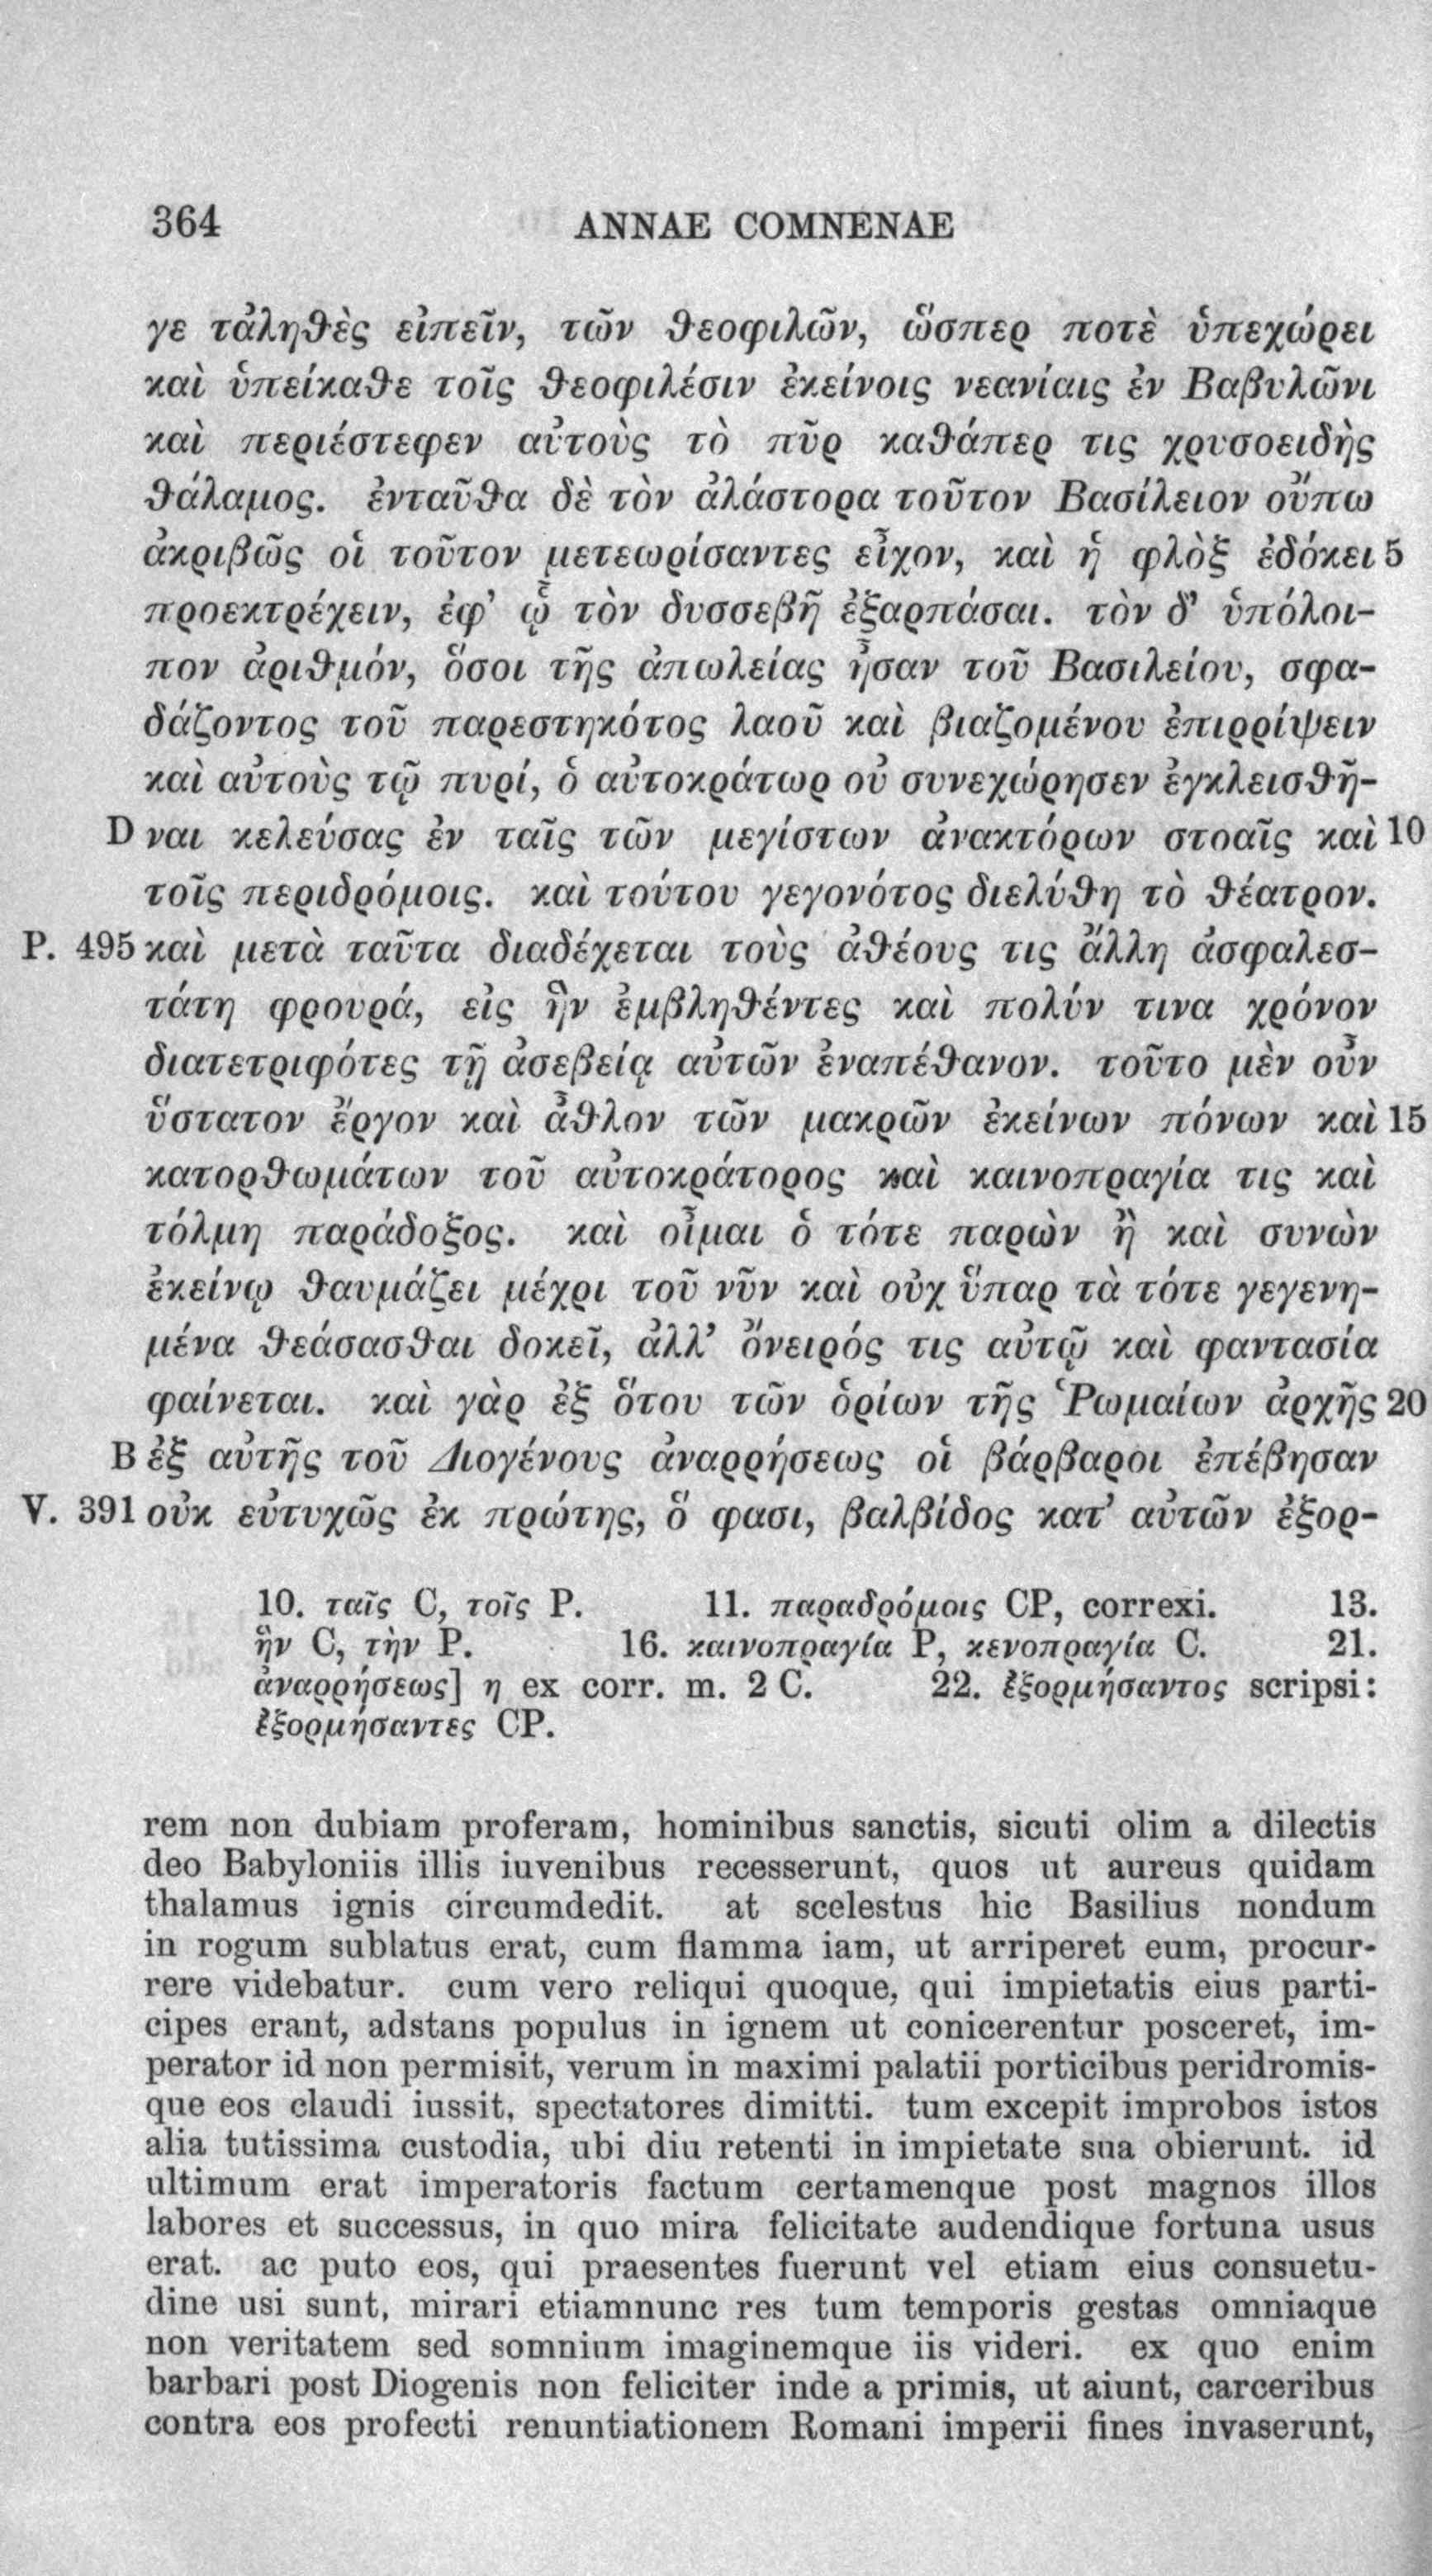 364 ANNAE COMNENAE
γε τἀληθὲς εἰπεῖν, τῶν θεοφιλῶν, ὥσπερ ποτὲ ὑπεχώρει
καὶ ὑπείκαθε τοῖς θεοφιλέσιν ἐκείνοις νεανίαις ἐν Βαβυλῶνι
καὶ περιέστεφεν αὐτοὺς τὸ πῦρ καθάπερ τις χρυσοειδὴς
θάλαμος. ἐνταῦθα δὲ τὸν ἀλάστορα τοῦτον Βασίλειον οὔπω
ἀκριβῶς οἱ τοῦτον μετεωρίσαντες εἶχον, καὶ ἡ φλὸξ ἐδόκει 5
προεκτρέχειν, ἐφ’ ᾧ τὸν δυσσεβῆ ἐξαρπάσαι. τὸν δ’ ὑπόλοι-
πον ἀριθμόν, ὅσοι τῆς ἀπωλείας ἦσαν τοῦ Βασιλείου, σφα-
δάζοντος τοῦ παρεστηκότος λαοῦ καὶ βιαζομένου ἐπιρρίψειν
καὶ αὐτοὺς τῷ πυρί, ὁ αὐτοκράτωρ οὐ συνεχώρησεν ἐγκλεισθῆ-
D ναι κελεύσας ἐν ταῖς τῶν μεγίστων ἀνακτόρων στοαῖς καὶ 10
τοῖς περιδρόμοις. καὶ τούτου γεγονότος διελύθη τὸ θέατρον.
P. 495 καὶ μετὰ ταῦτα διαδέχεται τοὺς ἀθέους τις ἄλλη ἀσφαλεσ-
τάτη φρουρά, εἰς ἣν ἐμβληθέντες καὶ πολύν τινα χρόνον
διατετριφότες τῇ ἀσεβείᾳ αὐτῶν ἐναπέθανον. τοῦτο μὲν οὖν
ὕστατον ἔργον καὶ ἆθλον τῶν μακρῶν ἐκείνων πόνων καὶ 15
κατορθωμάτων τοῦ αὐτοκράτορος καὶ καινοπραγία τις καὶ
τόλμη παράδοξος. καὶ οἶμαι ὁ τότε παρὼν ἢ καὶ συνὼν
ἐκείνῳ θαυμάζει μέχρι τοῦ νῦν καὶ οὐχ ὕπαρ τὰ τότε γεγενη-
μένα θεάσασθαι δοκεῖ, ἀλλ’ ὄνειρός τις αὐτῷ καὶ φαντασία
φαίνεται. καὶ γὰρ ἐξ ὅτου τῶν ὁρίων τῆς Ῥωμαίων ἀρχῆς 20
B ἐξ αὐτῆς τοῦ Διογένους ἀναρρήσεως οἱ βάρβαροι ἐπέβησαν
V. 391 οὐκ εὐτυχῶς ἐκ πρώτης, ὅ φασι, βαλβίδος κατ’ αὐτῶν ἐξορ-
10. ταῖς C, τοῖς P. 11. παραδρόμοις CP, correxi. 13.
ἣν C, τὴν P. 16. καινοπραγία P, κενοπραγία C. 21.
ἀναρρήσεως] η ex corr. m. 2 C. 22. ἐξορμήσαντος scripsi:
ἐξορμήσαντες CP.
rem non dubiam proferam, hominibus sanctis, sicuti olim a dilectis
deo Babyloniis illis iuvenibus recesserunt, quos ut aureus quidam
thalamus ignis circumdedit. at scelestus hic Basilius nondum
in rogum sublatus erat, cum flamma iam, ut arriperet eum, procur-
rere videbatur. cum vero reliqui quoque, qui impietatis eius parti-
cipes erant, adstans populus in ignem ut conicerentur posceret, im-
perator id non permisit, verum in maximi palatii porticibus peridromis-
que eos claudi iussit, spectatores dimitti. tum excepit improbos istos
alia tutissima custodia, ubi diu retenti in impietate sua obierunt. id
ultimum erat imperatoris factum certamenque post magnos illos
labores et successus, in quo mira felicitate audendique fortuna usus
erat. ac puto eos, qui praesentes fuerunt vel etiam eius consuetu-
dine usi sunt, mirari etiamnunc res tum temporis gestas omniaque
non veritatem sed somnium imaginemque iis videri. ex quo enim
barbari post Diogenis non feliciter inde a primis, ut aiunt, carceribus
contra eos profecti renuntiationem Romani imperii fines invaserunt,